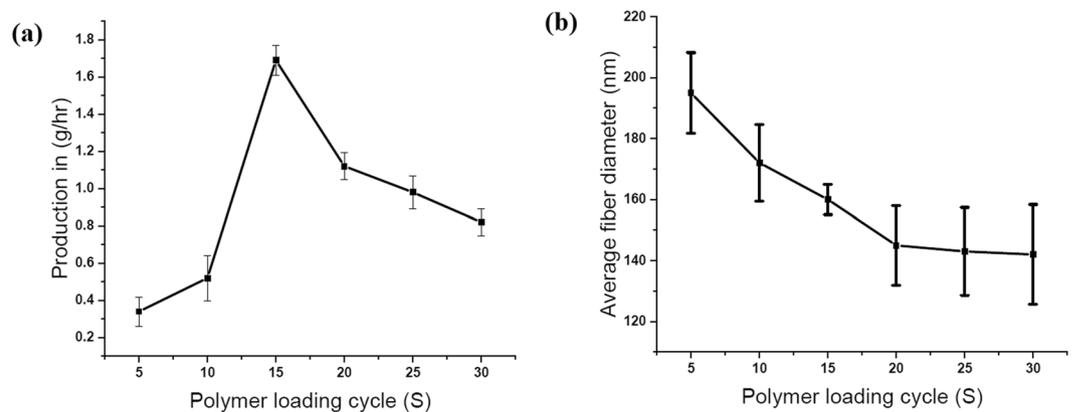 (a)
Production in (g/hr)
1.8
1.6
1.4
1.2
1.0
0.8
0.6
0.4
0.2
5 10 15 20 25 30
Polymer loading cycle (S)
(b)
Average fiber diameter (nm)
220
200
180
160
140
120
5 10 15 20 25 30
Polymer loading cycle (S)